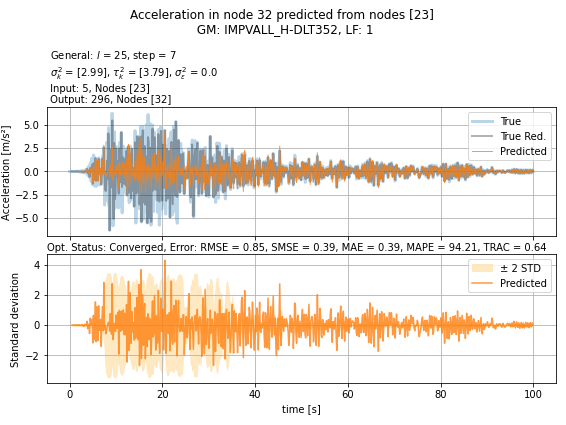 Acceleration in node 32 predicted from nodes [23]
GM: IMPVALL_H-DLT352, LF: 1
General: l = 25, step = 7
σ²ₖ = [2.99], τ²ₖ = [3.79], σ²ε = 0.0
Input: 5, Nodes [23]
Output: 296, Nodes [32]
True
True Red.
Predicted
5.0
2.5
0.0
−2.5
−5.0
Acceleration [m/s²]
Opt. Status: Converged, Error: RMSE = 0.85, SMSE = 0.39, MAE = 0.39, MAPE = 94.21, TRAC = 0.64
± 2 STD
Predicted
4
2
0
−2
Standard deviation
0
20
40
60
80
100
time [s]